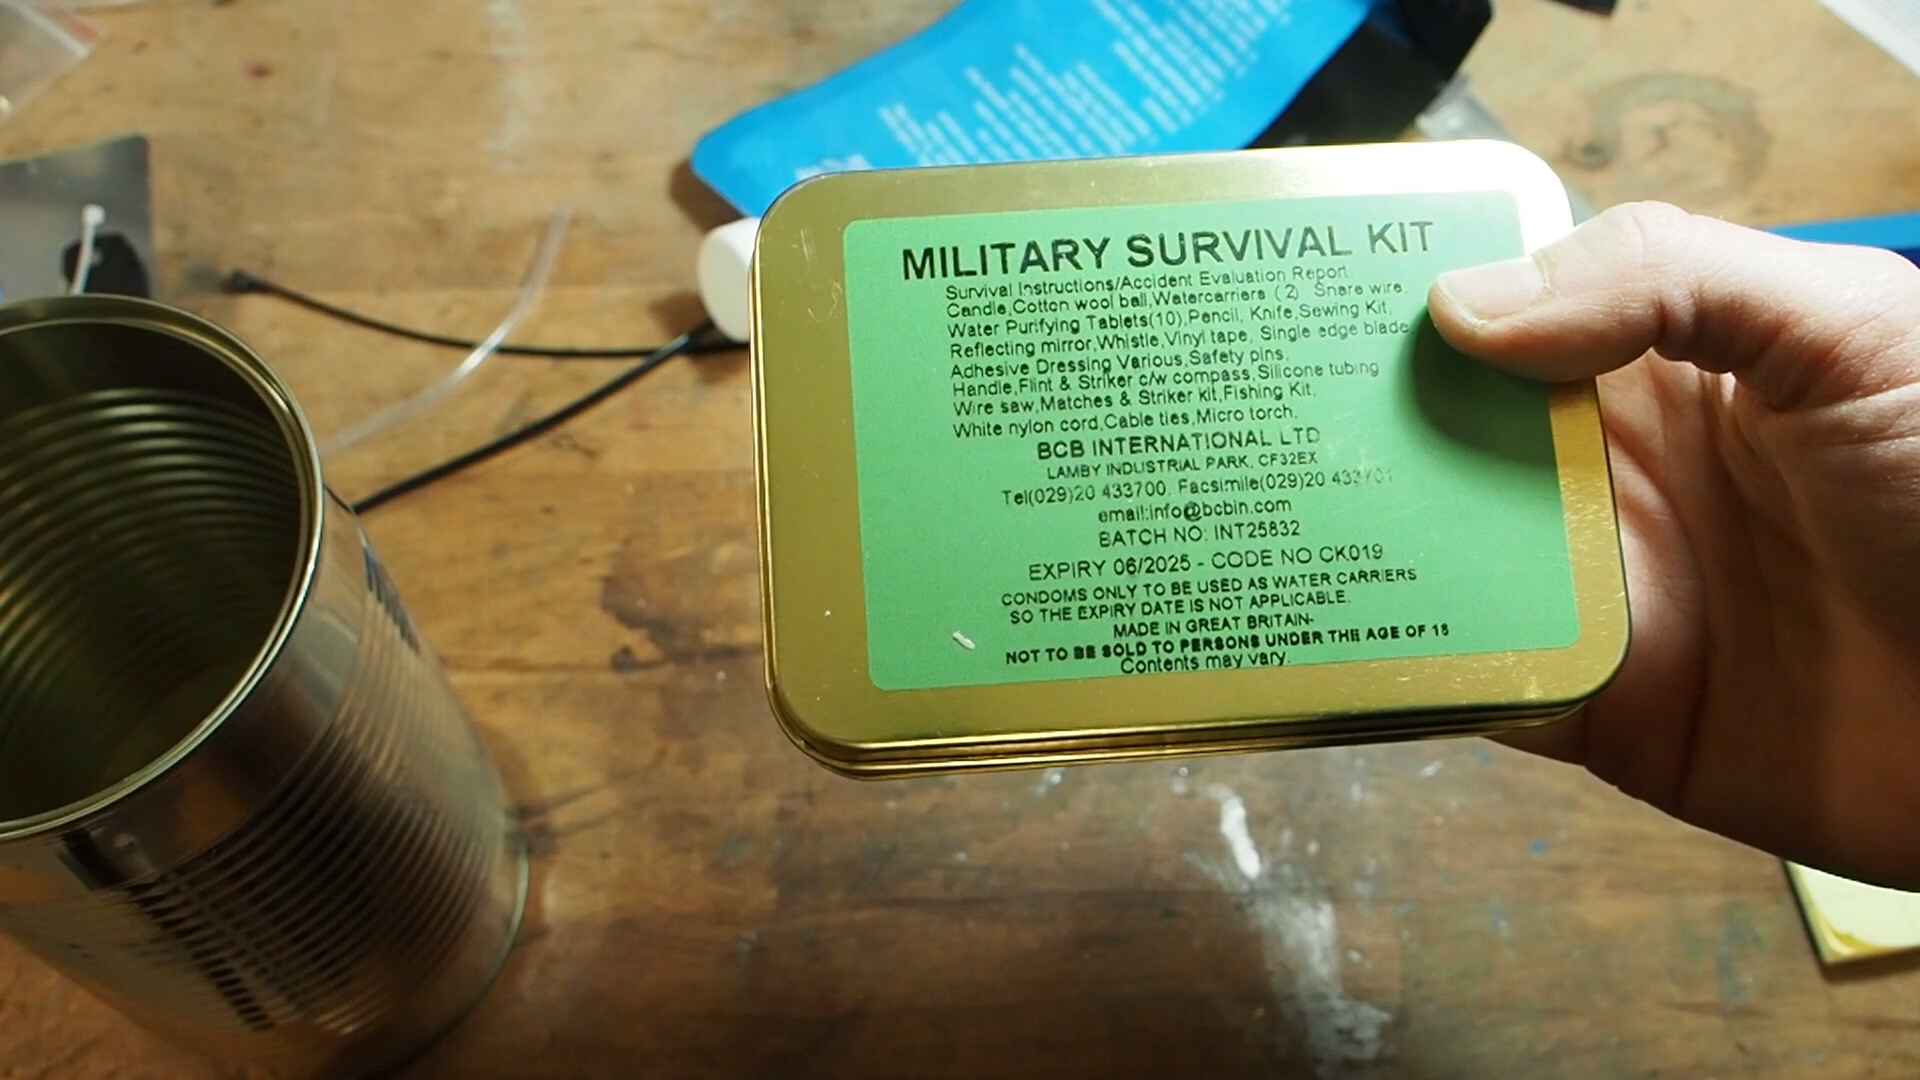 MILITARY SURVIVAL KIT
Survival Instructions/Accident Evaluation Report
Candle,Cotton wool ball,Watercarriers (2) Snare wire,
Water Purifying Tablets(10),Pencil, Knife,Sewing Kit,
Reflecting mirror,Whistle,Vinyl tape, Single edge blade
Adhesive Dressing Various,Safety pins,
Handle,Flint & Striker c/w compass,Silicone tubing
Wire saw,Matches & Striker kit,Fishing Kit,
White nylon cord,Cable ties,Micro torch,
BCB INTERNATIONAL LTD
LAMBY INDUSTRIAL PARK, CF32EX
Tel(029)20 433700, Facsimile(029)20 433701
email:info@bcbin.com
BATCH NO: INT25832
EXPIRY 06/2025 - CODE NO CK019
CONDOMS ONLY TO BE USED AS WATER CARRIERS
SO THE EXPIRY DATE IS NOT APPLICABLE.
MADE IN GREAT BRITAIN-
NOT TO BE SOLD TO PERSONS UNDER THE AGE OF 18
Contents may vary.